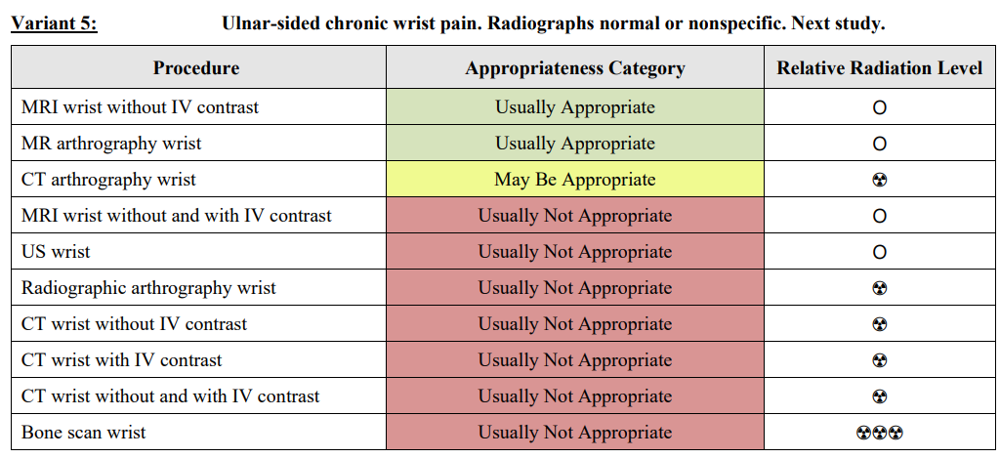 Variant 5: Ulnar-sided chronic wrist pain. Radiographs normal or nonspecific. Next study.
Procedure Appropriateness Category Relative Radiation Level
MRI wrist without IV contrast Usually Appropriate O
MR arthrography wrist Usually Appropriate O
CT arthrography wrist May Be Appropriate ☢
MRI wrist without and with IV contrast Usually Not Appropriate O
US wrist Usually Not Appropriate O
Radiographic arthrography wrist Usually Not Appropriate ☢
CT wrist without IV contrast Usually Not Appropriate ☢
CT wrist with IV contrast Usually Not Appropriate ☢
CT wrist without and with IV contrast Usually Not Appropriate ☢
Bone scan wrist Usually Not Appropriate ☢☢☢